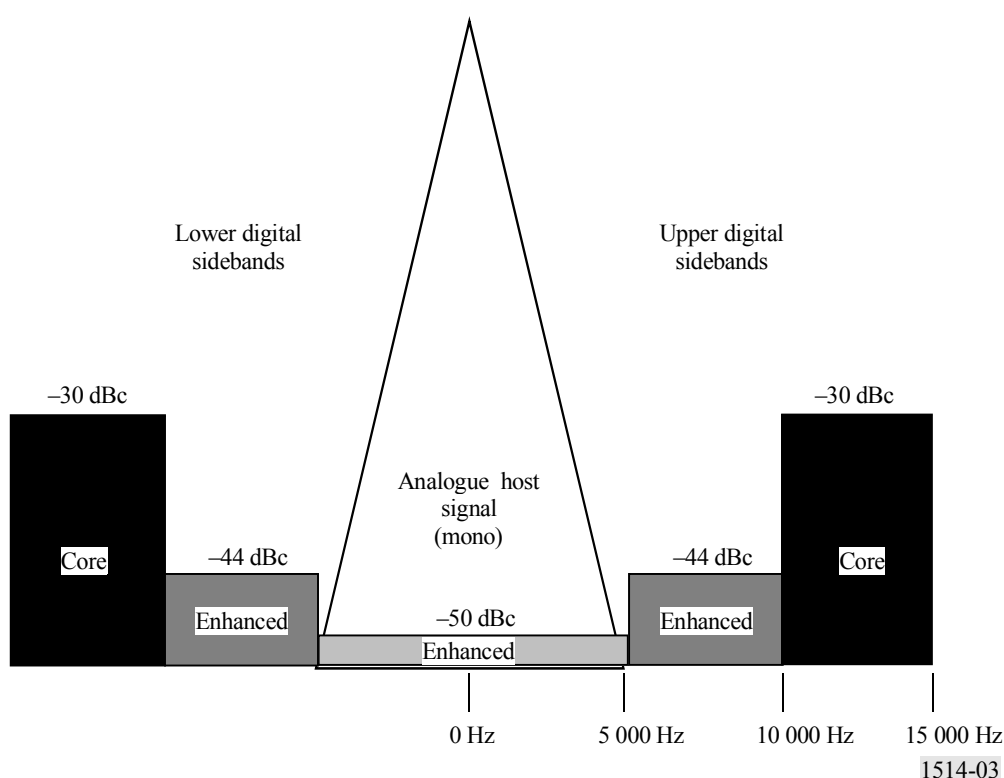 Lower digital
sidebands
Upper digital
sidebands
–30 dBc
–30 dBc
Analogue host
signal
(mono)
Core
–44 dBc
–44 dBc
Core
Enhanced
–50 dBc
Enhanced
Enhanced
0 Hz
5 000 Hz
10 000 Hz
15 000 Hz
1514-03